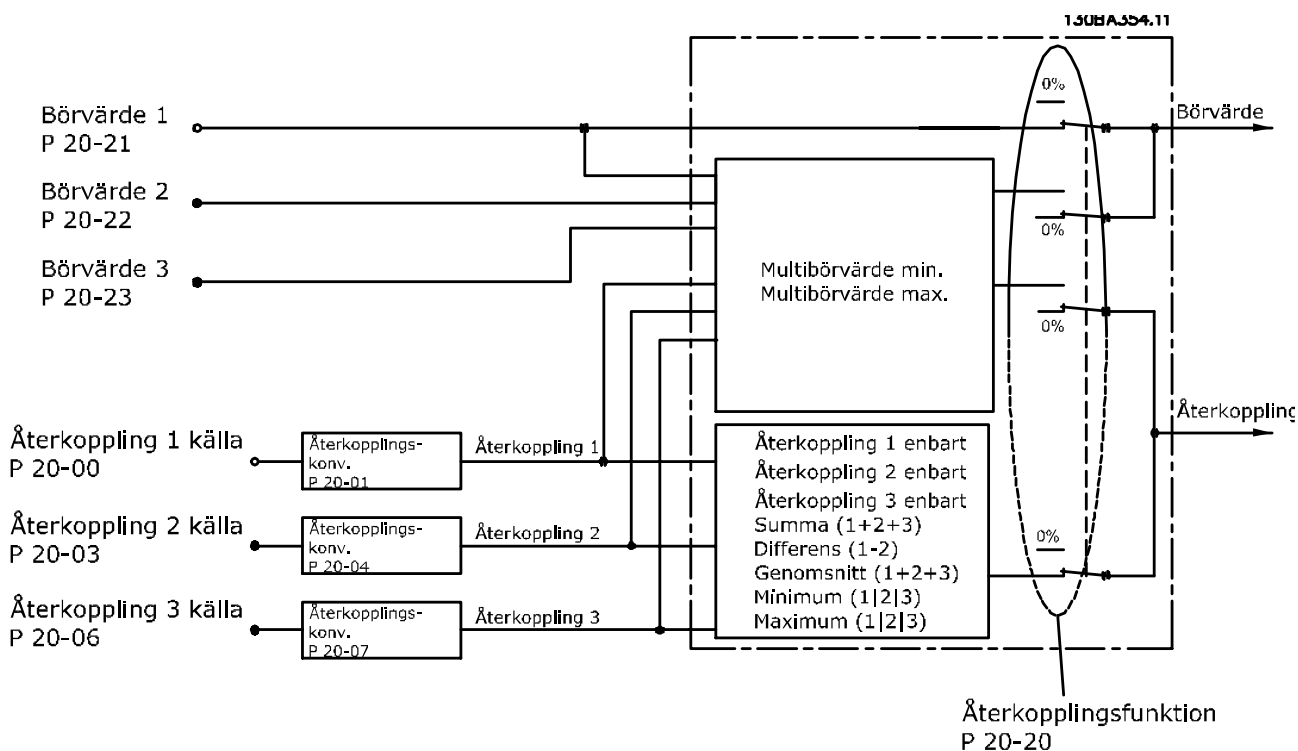 130BA354.11
Börvärde 1
P 20-21
Börvärde 2
P 20-22
Börvärde 3
P 20-23
0%
Börvärde
0%
Multibörvärde min.
Multibörvärde max.
0%
Återkoppling
Återkoppling 1 källa
P 20-00
Återkopplings-
konv.
P 20-01
Återkoppling 1
Återkoppling 2 källa
P 20-03
Återkopplings-
konv.
P 20-04
Återkoppling 2
Återkoppling 3 källa
P 20-06
Återkopplings-
konv.
P 20-07
Återkoppling 3
Återkoppling 1 enbart
Återkoppling 2 enbart
Återkoppling 3 enbart
Summa (1+2+3)
Differens (1-2)
Genomsnitt (1+2+3)
Minimum (1|2|3)
Maximum (1|2|3)
0%
Återkopplingsfunktion
P 20-20